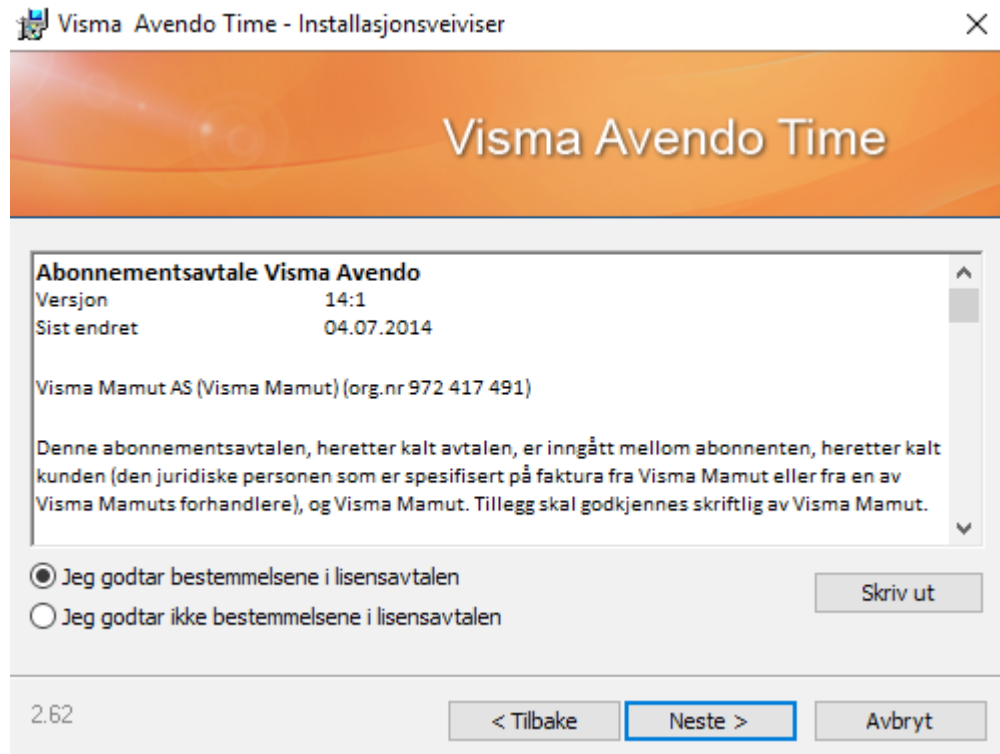 Visma Avendo Time - Installasjonsveiviser
Visma Avendo Time
Abonnementsavtale Visma Avendo
Versjon 14:1
Sist endret 04.07.2014
Visma Mamut AS (Visma Mamut) (org.nr 972 417 491)
Denne abonnementsavtalen, heretter kalt avtalen, er inngått mellom abonnenten, heretter kalt
kunden (den juridiske personen som er spesifisert på faktura fra Visma Mamut eller fra en av
Visma Mamuts forhandlere), og Visma Mamut. Tillegg skal godkjennes skriftlig av Visma Mamut.
Jeg godtar bestemmelsene i lisensavtalen
Skriv ut
Jeg godtar ikke bestemmelsene i lisensavtalen
2.62
< Tilbake
Neste >
Avbryt